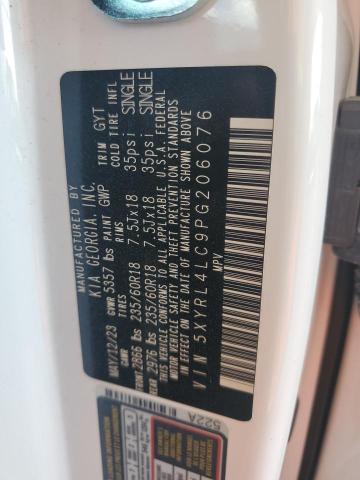 MANUFACTURED BY
KIA GEORGIA, INC.
MAY/12/23 GVWR 5357 lbs PAINT GWP TRIM GYT
GAWR TIRES RIMS COLD TIRE INFL
FRONT 2866 lbs 235/60R18 7.5Jx18 35psi SINGLE
REAR 2976 lbs 235/60R18 7.5Jx18 35psi SINGLE
THIS VEHICLE CONFORMS TO ALL APPLICABLE U.S.A. FEDERAL
MOTOR VEHICLE SAFETY AND THEFT PREVENTION STANDARDS
IN EFFECT ON THE DATE OF MANUFACTURE SHOWN ABOVE
VIN 5XYRL4LC9PG206076
MPV
522A